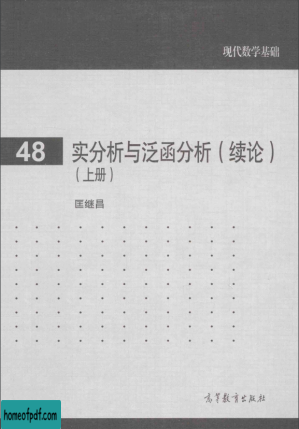 现代数学基础
48 实分析与泛函分析(续论)
(上册)
匡继昌
高等教育出版社
homeofpdf.com